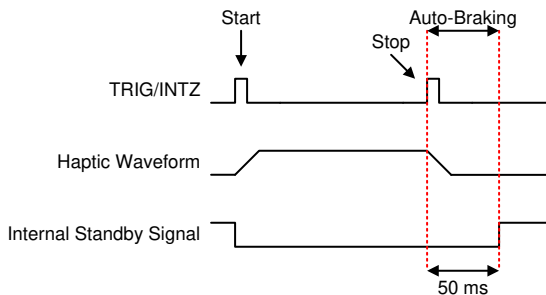 Start
Auto-Braking
Stop
TRIG/INTZ
Haptic Waveform
Internal Standby Signal
50 ms